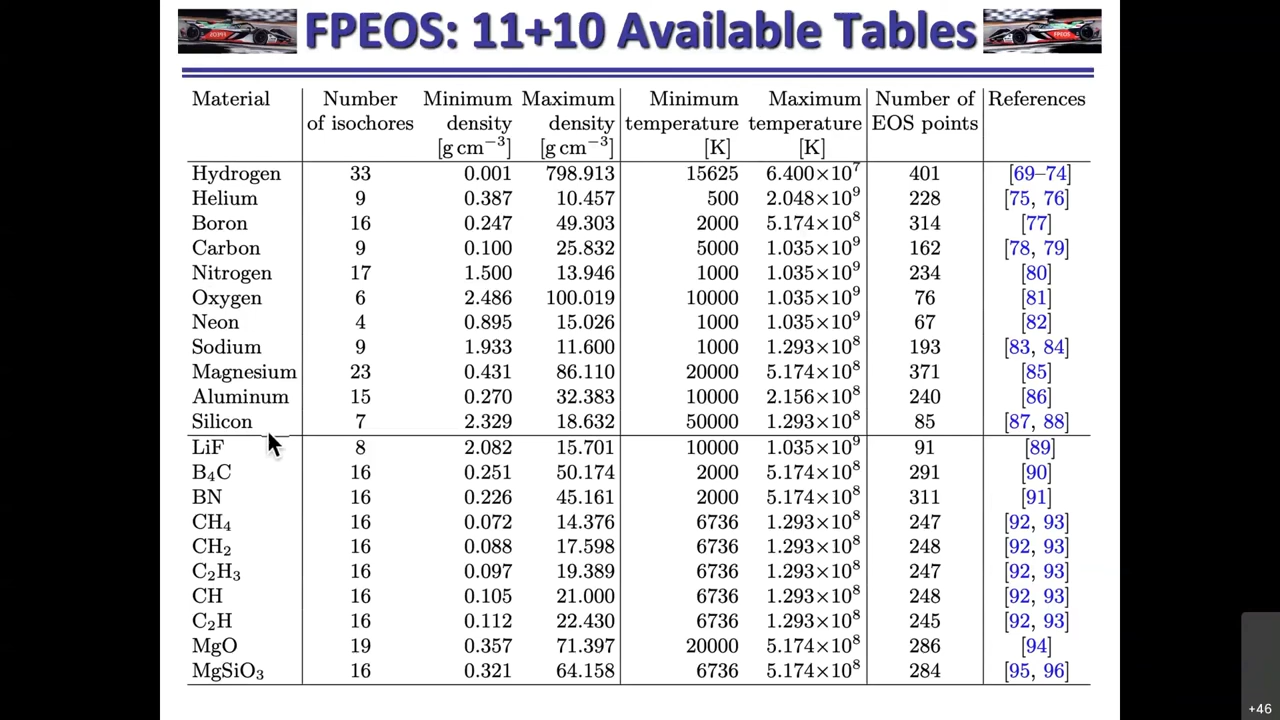 FPEOS: 11+10 Available Tables
FPEOS
Material Number Minimum Maximum Minimum Maximum Number of References
of isochores density density temperature temperature EOS points
[g cm⁻³] [g cm⁻³] [K] [K]
Hydrogen 33 0.001 798.913 15625 6.400×10⁷ 401 [69–74]
Helium 9 0.387 10.457 500 2.048×10⁹ 228 [75, 76]
Boron 16 0.247 49.303 2000 5.174×10⁸ 314 [77]
Carbon 9 0.100 25.832 5000 1.035×10⁹ 162 [78, 79]
Nitrogen 17 1.500 13.946 1000 1.035×10⁹ 234 [80]
Oxygen 6 2.486 100.019 10000 1.035×10⁹ 76 [81]
Neon 4 0.895 15.026 1000 1.035×10⁹ 67 [82]
Sodium 9 1.933 11.600 1000 1.293×10⁸ 193 [83, 84]
Magnesium 23 0.431 86.110 20000 5.174×10⁸ 371 [85]
Aluminum 15 0.270 32.383 10000 2.156×10⁸ 240 [86]
Silicon 7 2.329 18.632 50000 1.293×10⁸ 85 [87, 88]
LiF 8 2.082 15.701 10000 1.035×10⁹ 91 [89]
B₄C 16 0.251 50.174 2000 5.174×10⁸ 291 [90]
BN 16 0.226 45.161 2000 5.174×10⁸ 311 [91]
CH₄ 16 0.072 14.376 6736 1.293×10⁸ 247 [92, 93]
CH₂ 16 0.088 17.598 6736 1.293×10⁸ 248 [92, 93]
C₂H₃ 16 0.097 19.389 6736 1.293×10⁸ 247 [92, 93]
CH 16 0.105 21.000 6736 1.293×10⁸ 248 [92, 93]
C₂H 16 0.112 22.430 6736 1.293×10⁸ 245 [92, 93]
MgO 19 0.357 71.397 20000 5.174×10⁸ 286 [94]
MgSiO₃ 16 0.321 64.158 6736 5.174×10⁸ 284 [95, 96]
+46